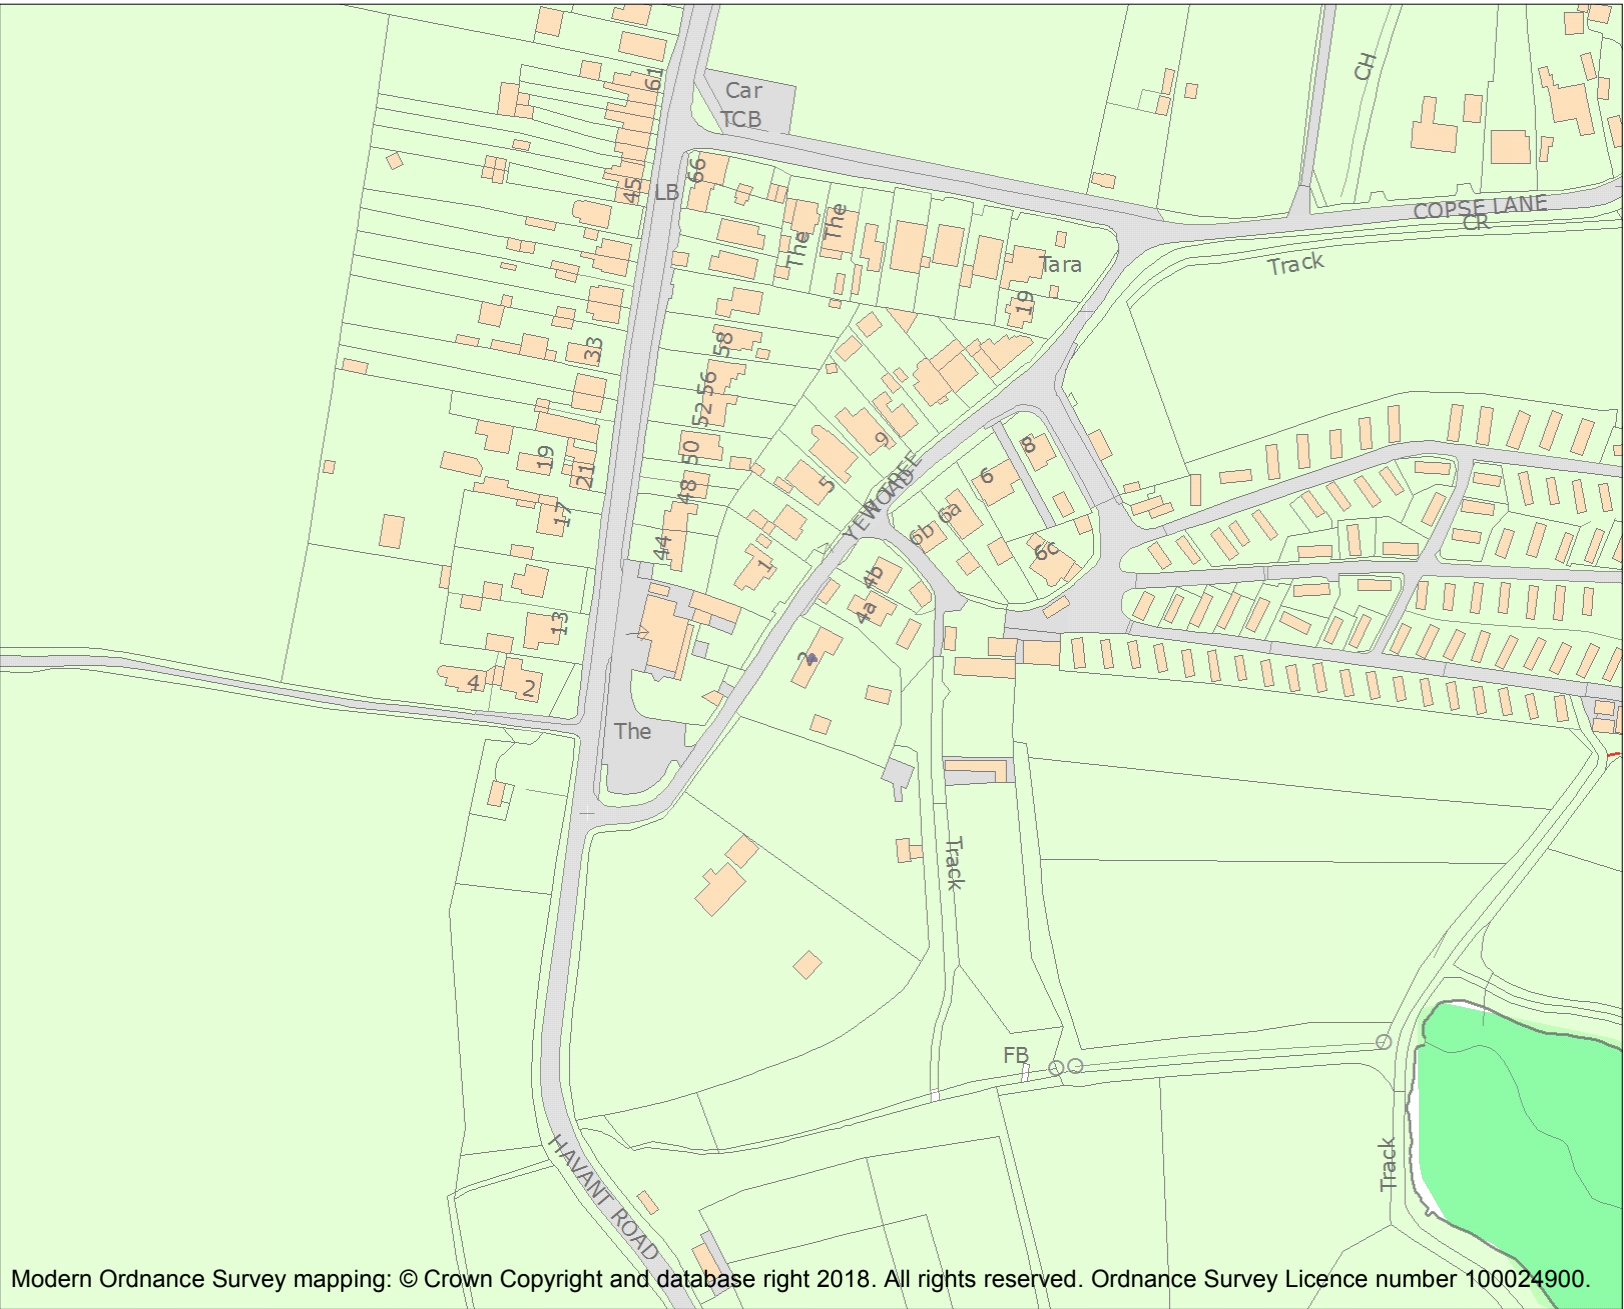 61
Car
TCB
CH
66
45
LB
COPSE LANE
CR
The
The
Tara
Track
19
33
58
56
52
50
48
44
9
8
6
5
19
21
17
YEW TREE
ROAD
6b
6a
6c
4b
4a
1
13
2
4
2
The
Track
FB
Track
HAVANT ROAD
Modern Ordnance Survey mapping: © Crown Copyright and database right 2018. All rights reserved. Ordnance Survey Licence number 100024900.